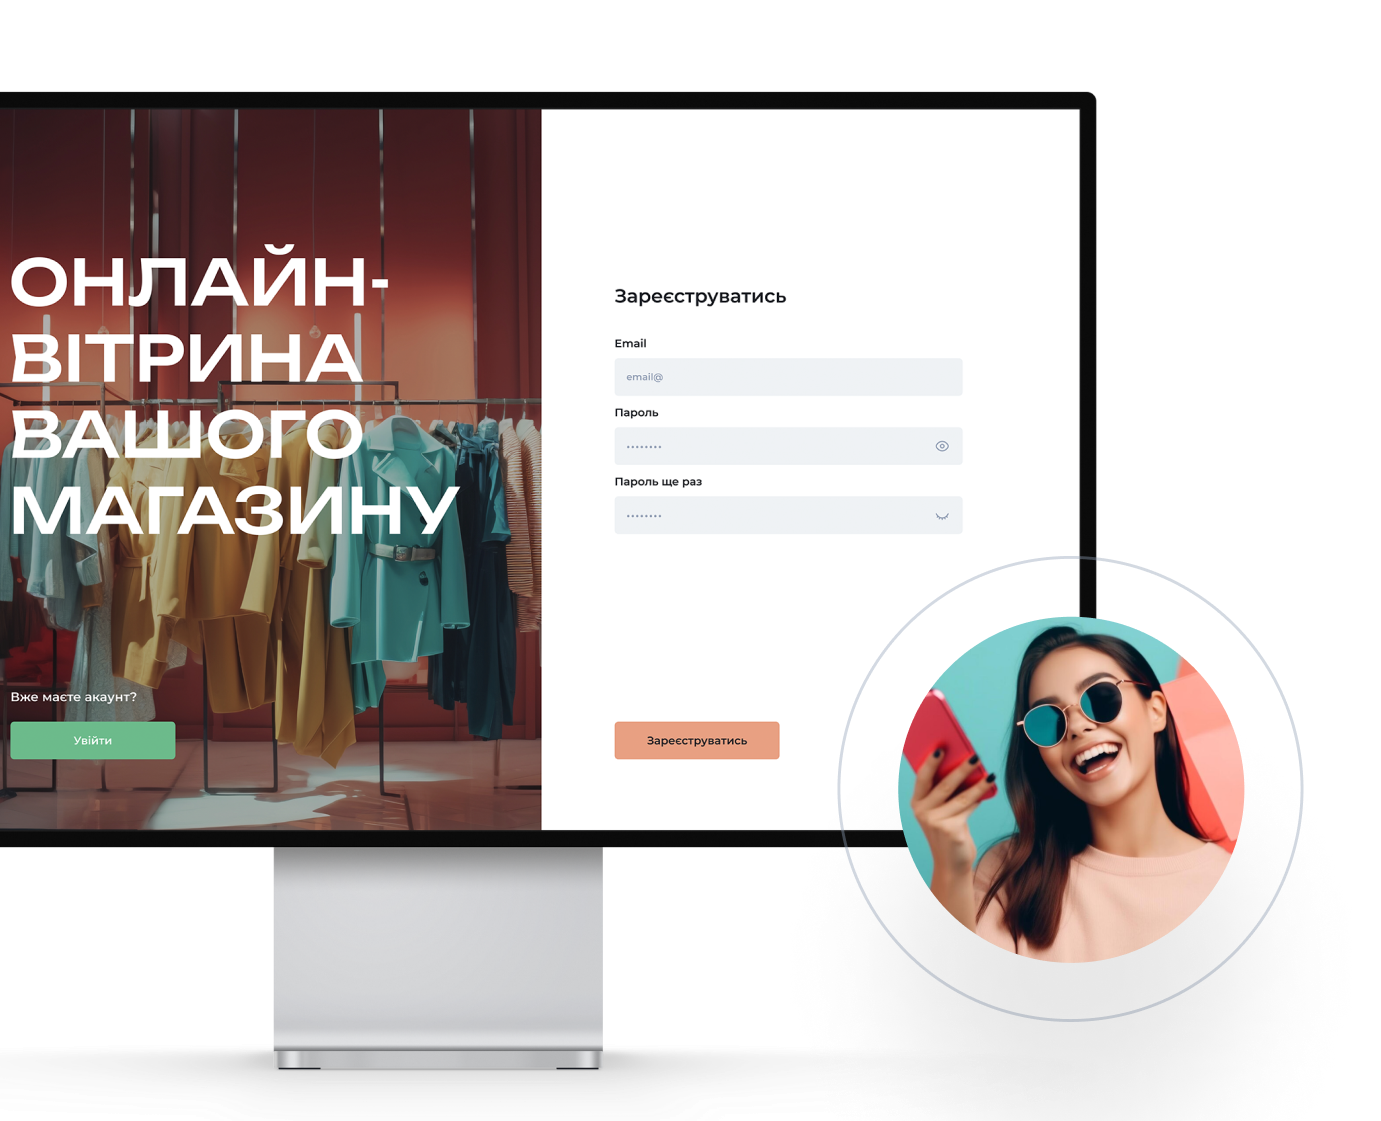 ОНЛАЙН-
ВІТРИНА
ВАШОГО
МАГАЗИНУ
Вже маєте акаунт?
Увійти
Зареєструватись
Email
email@
Пароль
••••••••
Пароль ще раз
••••••••
Зареєструватись